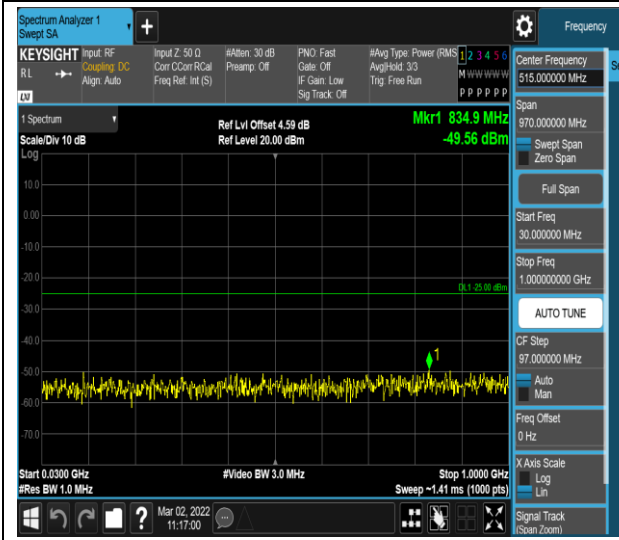 Spectrum Analyzer 1
Swept SA
+
Frequency
KEYSIGHT
RL
LXI
Input: RF
Coupling: DC
Align: Auto
Input Z: 50 Ω
Corr CCorr RCal
Freq Ref: Int (S)
#Atten: 30 dB
Preamp: Off
PNO: Fast
Gate: Off
IF Gain: Low
Sig Track: Off
#Avg Type: Power (RMS
Avg|Hold: 3/3
Trig: Free Run
1 2 3 4 5 6
M W W W W W
P P P P P P
Center Frequency
515.000000 MHz
Span
970.000000 MHz
Swept Span
Zero Span
Full Span
Start Freq
30.000000 MHz
Stop Freq
1.000000000 GHz
AUTO TUNE
CF Step
97.000000 MHz
Auto
Man
Freq Offset
0 Hz
X Axis Scale
Log
Lin
Signal Track
(Span Zoom)
1 Spectrum
Scale/Div 10 dB
Log
Ref Lvl Offset 4.59 dB
Ref Level 20.00 dBm
Mkr1 834.9 MHz
-49.56 dBm
10.0
0.00
-10.0
-20.0
DL1 -25.00 dBm
-30.0
-40.0
1
-50.0
-60.0
-70.0
Start 0.0300 GHz
#Res BW 1.0 MHz
#Video BW 3.0 MHz
Stop 1.0000 GHz
Sweep ~1.41 ms (1000 pts)
?
Mar 02, 2022
11:17:00